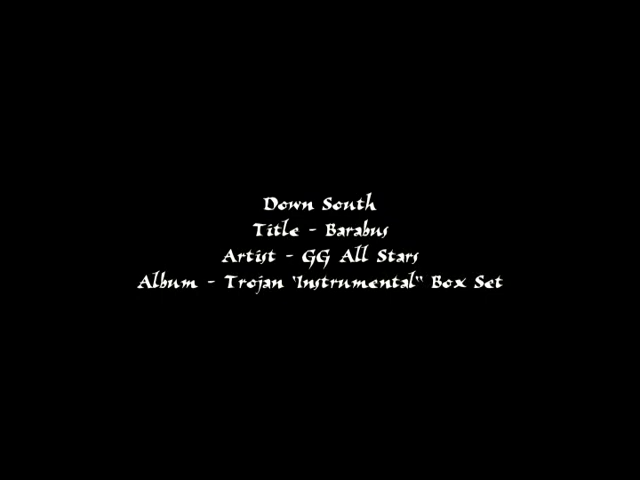 Down South
Title - Barabus
Artist - GG All Stars
Album - Trojan "Instrumental" Box Set